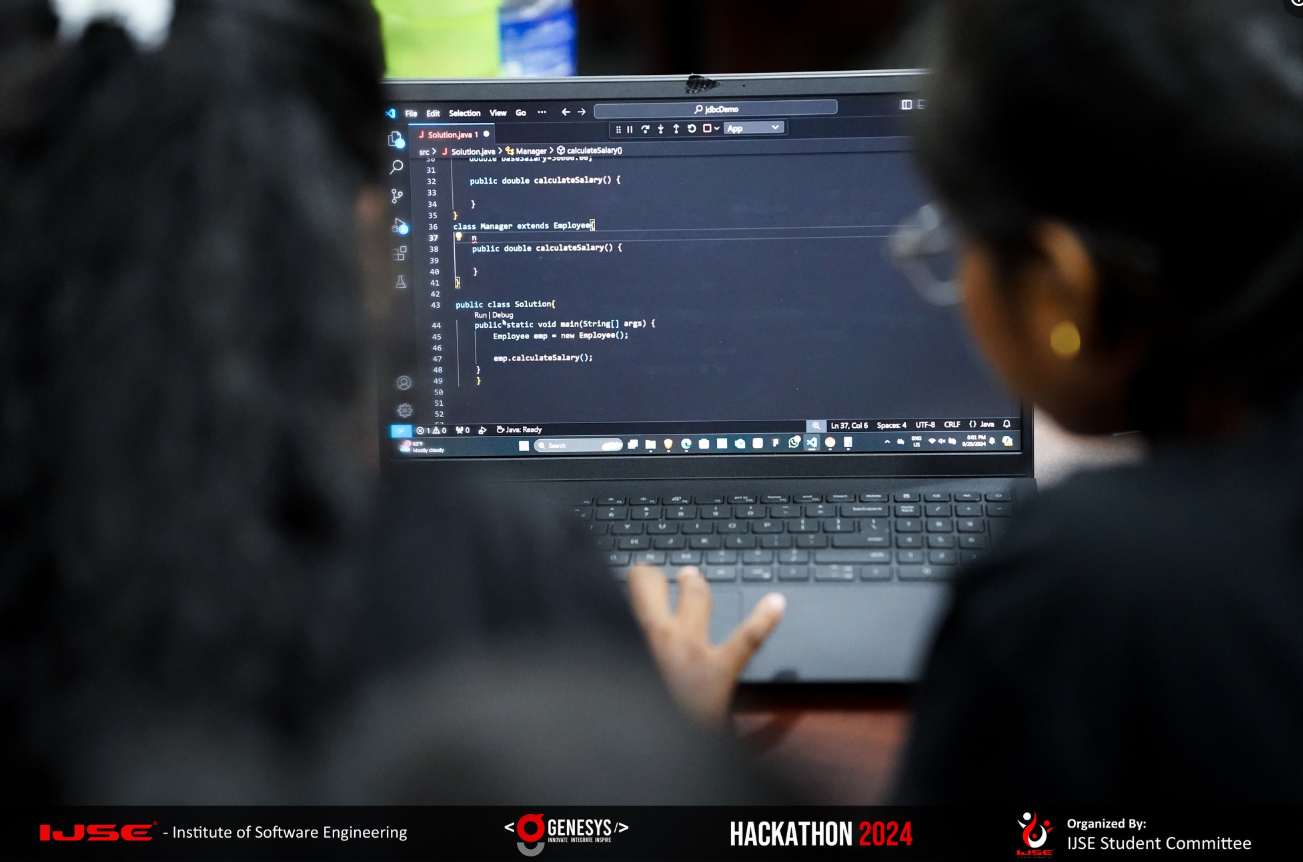 File Edit Selection View Go ··· ← → jdbcDemo
App
Solution.java 1 ●
src > Solution.java > Manager > calculateSalary()
30
31
32 public double calculateSalary() {
33
34 }
35 }
36 class Manager extends Employee{
37 n
38 public double calculateSalary() {
39
40 }
41 }
42
43 public class Solution{
Run | Debug
44 public static void main(String[] args) {
45 Employee emp = new Employee();
46
47 emp.calculateSalary();
48 }
49 }
50
51
52
1 0 0 Java: Ready Ln 37, Col 6 Spaces: 4 UTF-8 CRLF {} Java
Mostly cloudy Search ENG US
IJSE - Institute of Software Engineering
<GENESYS/>
INNOVATE INTEGRATE INSPIRE
HACKATHON 2024
IJSE
Organized By:
IJSE Student Committee